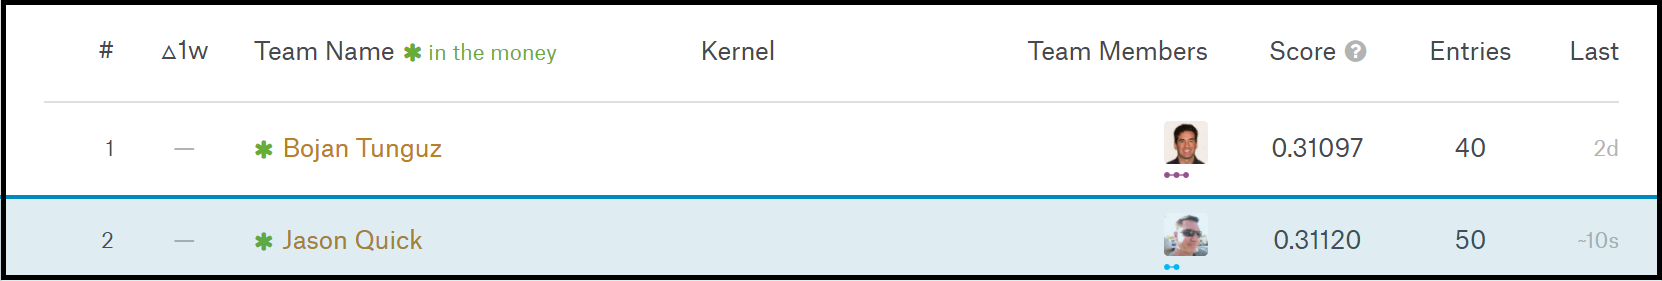 # △1w Team Name ✱ in the money Kernel Team Members Score ? Entries Last
1 — ✱ Bojan Tunguz 0.31097 40 2d
2 — ✱ Jason Quick 0.31120 50 ~10s